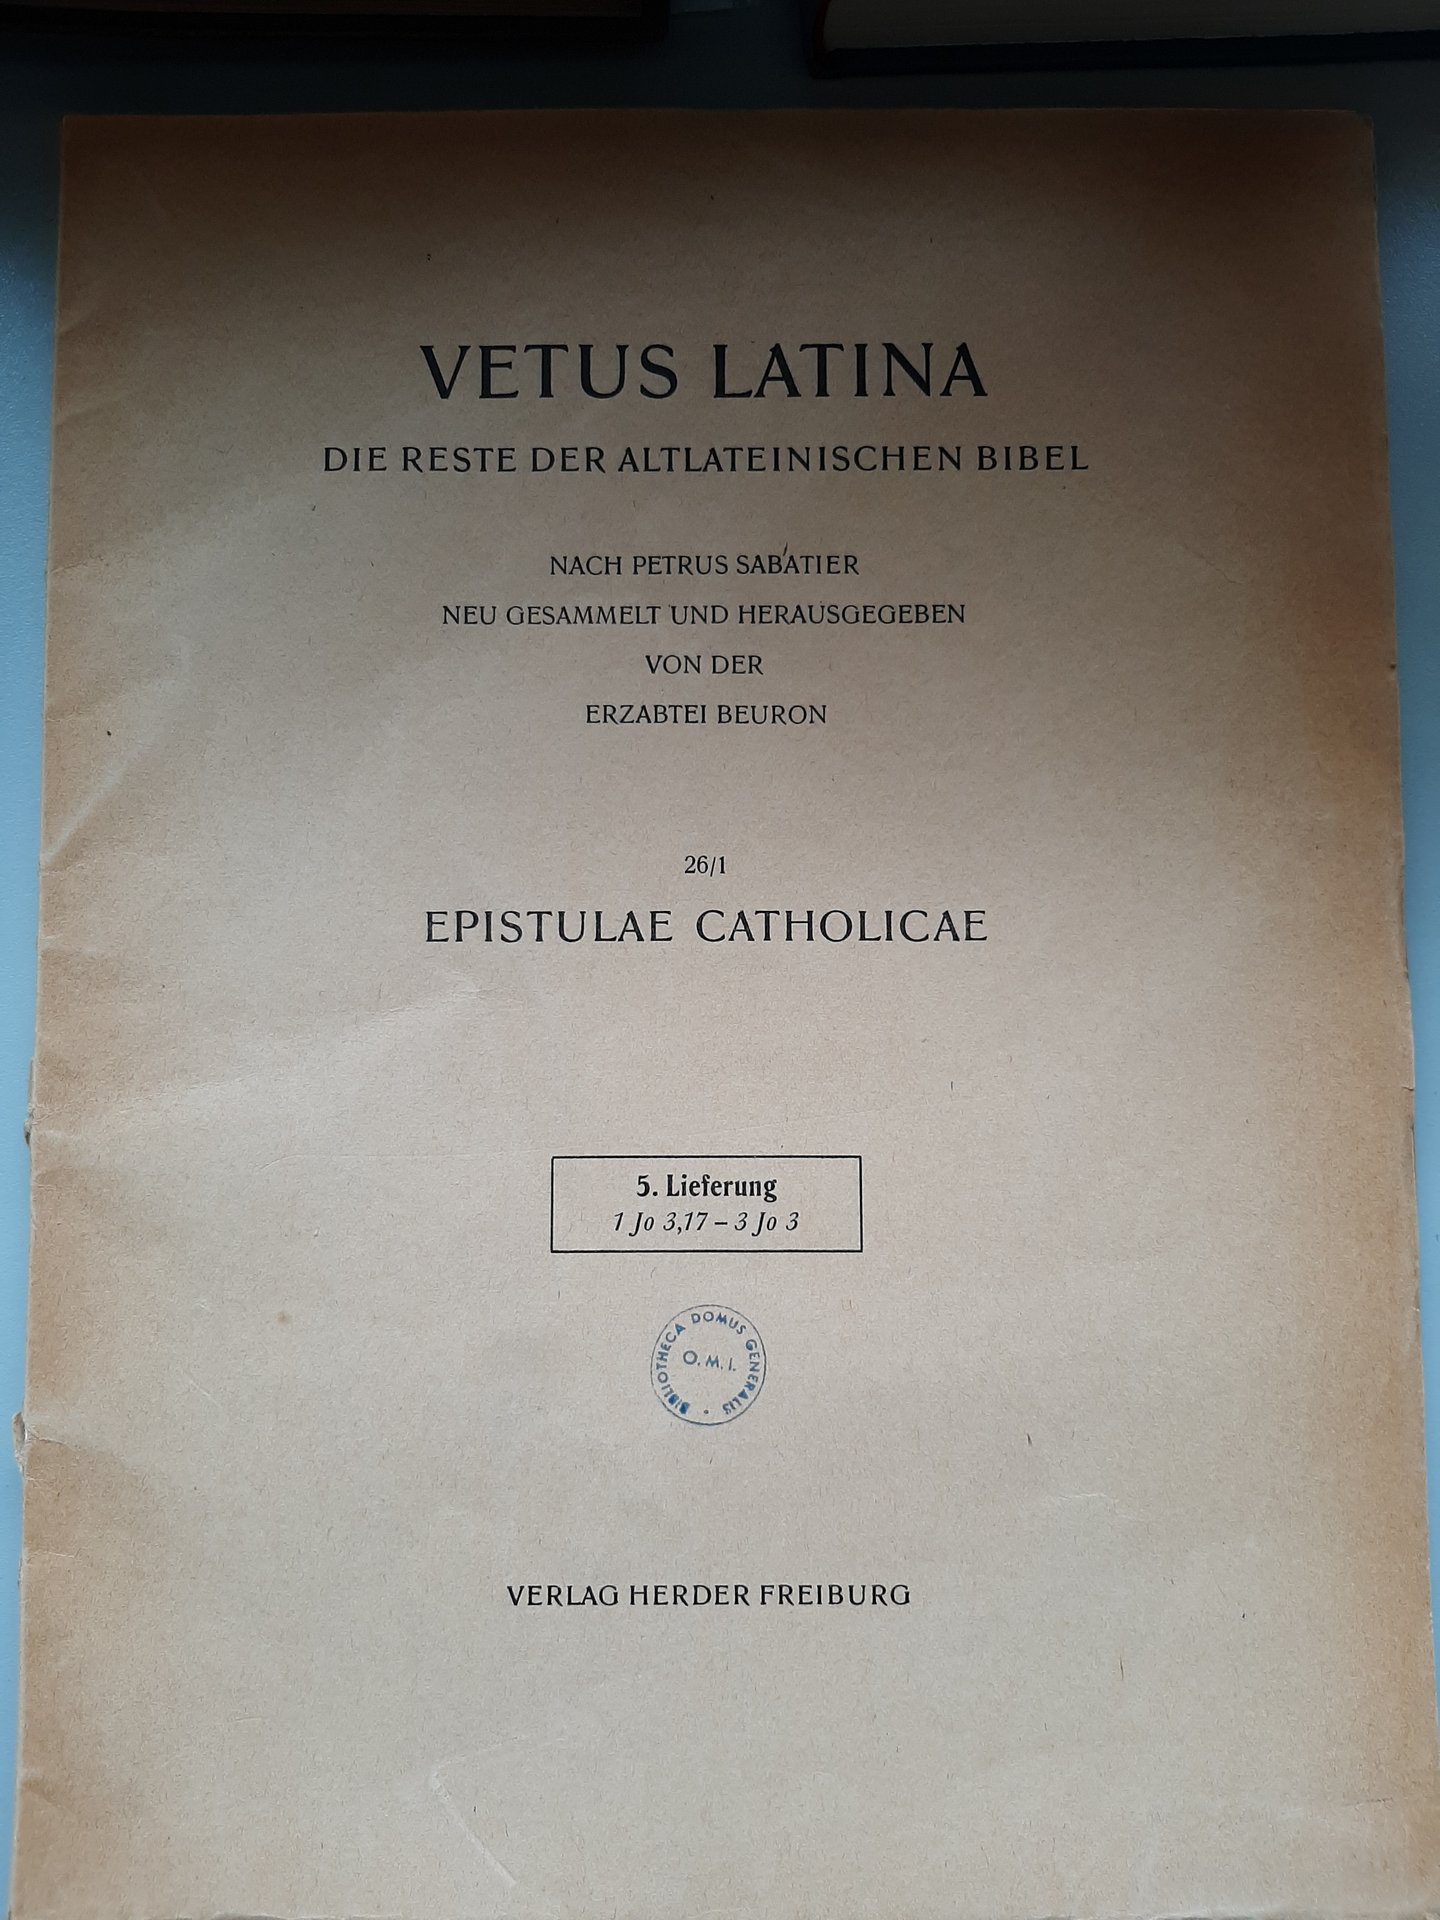 VETUS LATINA
DIE RESTE DER ALTLATEINISCHEN BIBEL
NACH PETRUS SABATIER
NEU GESAMMELT UND HERAUSGEGEBEN
VON DER
ERZABTEI BEURON
26/1
EPISTULAE CATHOLICAE
5. Lieferung
1 Jo 3,17 – 3 Jo 3
BIBLIOTHECA DOMUS GENERALIS
O.M.I.
VERLAG HERDER FREIBURG